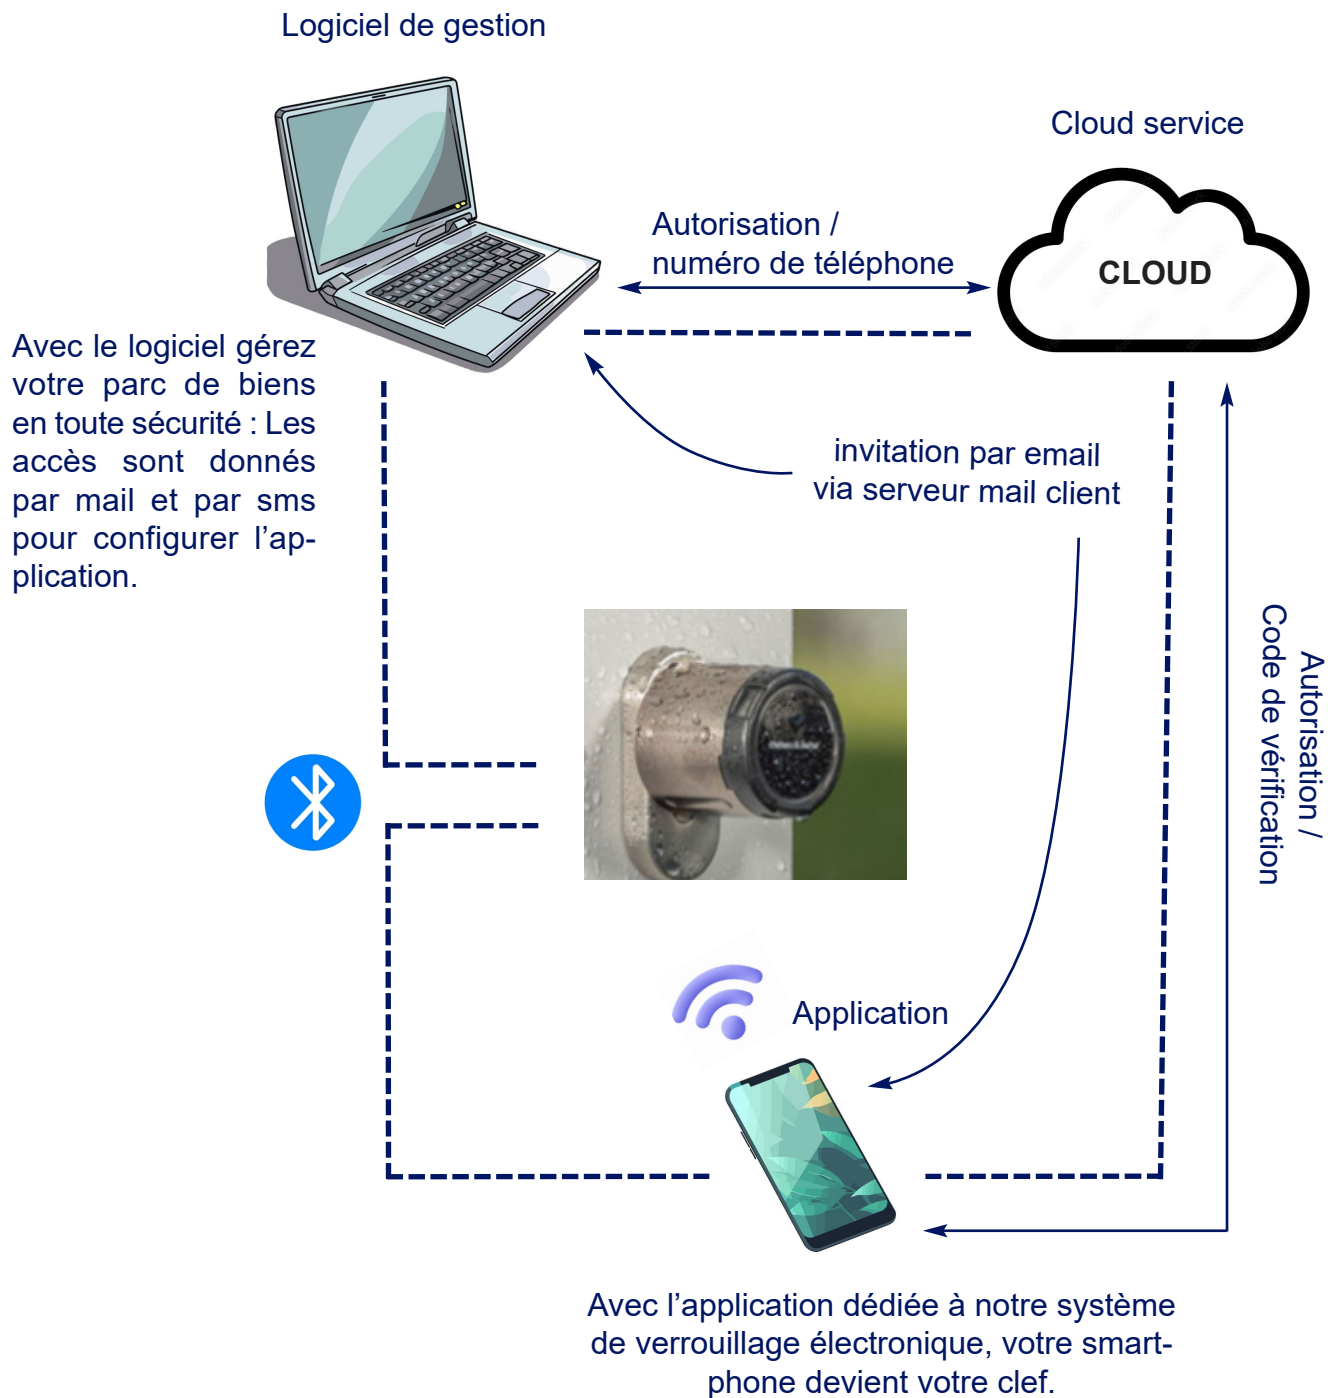 Logiciel de gestion
Cloud service
Autorisation /
numéro de téléphone
CLOUD
Avec le logiciel gérez
votre parc de biens
en toute sécurité : Les
accès sont donnés
par mail et par sms
pour configurer l’ap-
plication.
invitation par email
via serveur mail client
Autorisation /
Code de vérification
Application
Avec l’application dédiée à notre système
de verrouillage électronique, votre smart-
phone devient votre clef.